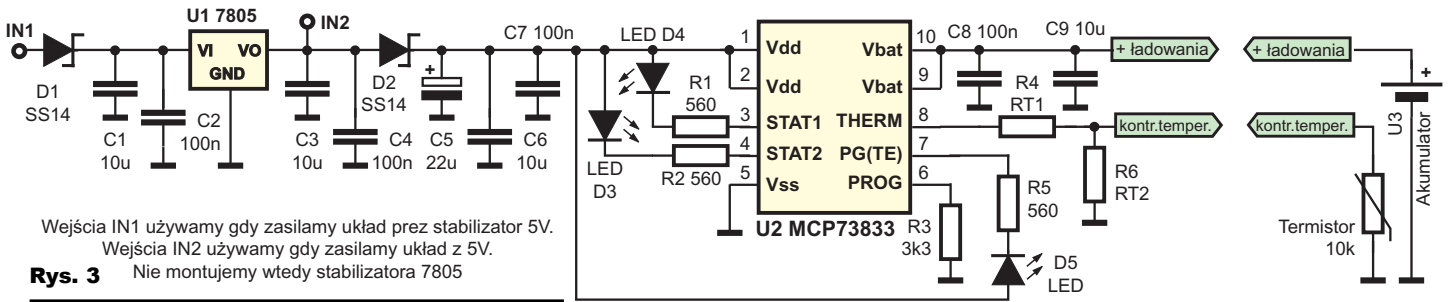 IN1
D1
SS14
C1
10u
C2
100n
U1 7805
VI VO
GND
IN2
C3
10u
C4
100n
D2
SS14
+
C5
22u
C7 100n
C6
10u
LED D4
LED
D3
R1
560
R2 560
1
2
3
4
5
Vdd
Vdd
STAT1
STAT2
Vss
Vbat
Vbat
THERM
PG(TE)
PROG
10
9
8
7
6
U2 MCP73833
C8 100n
C9 10u
R4
RT1
R3
3k3
R5
560
D5
LED
R6
RT2
+ ładowania
kontr.temper.
+ ładowania
kontr.temper.
+
U3
Akumulator
Termistor
10k
Wejścia IN1 używamy gdy zasilamy układ prez stabilizator 5V.
Wejścia IN2 używamy gdy zasilamy układ z 5V.
Nie montujemy wtedy stabilizatora 7805
Rys. 3